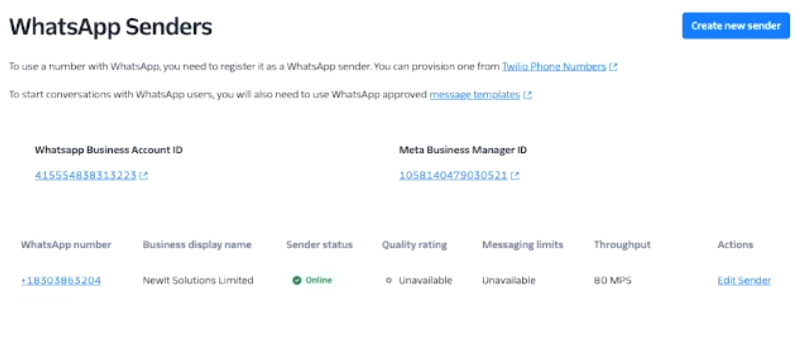 WhatsApp Senders
Create new sender
To use a number with WhatsApp, you need to register it as a WhatsApp sender. You can provision one from Twilio Phone Numbers
To start conversations with WhatsApp users, you will also need to use WhatsApp approved message templates
Whatsapp Business Account ID
Meta Business Manager ID
415554838313223
1058140479030521
WhatsApp number Business display name Sender status Quality rating Messaging limits Throughput Actions
+18303863204 NewIt Solutions Limited Online Unavailable Unavailable 80 MPS Edit Sender